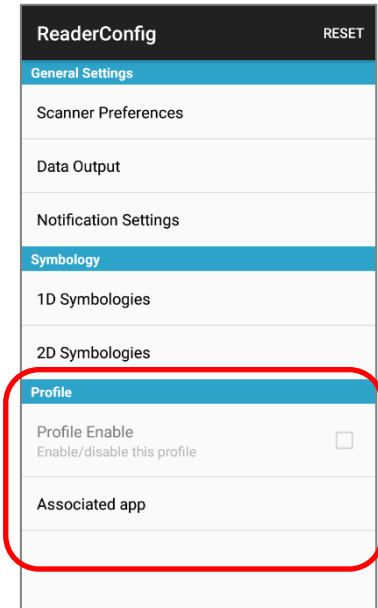 ReaderConfig RESET
General Settings
Scanner Preferences
Data Output
Notification Settings
Symbology
1D Symbologies
2D Symbologies
Profile
Profile Enable
Enable/disable this profile
Associated app